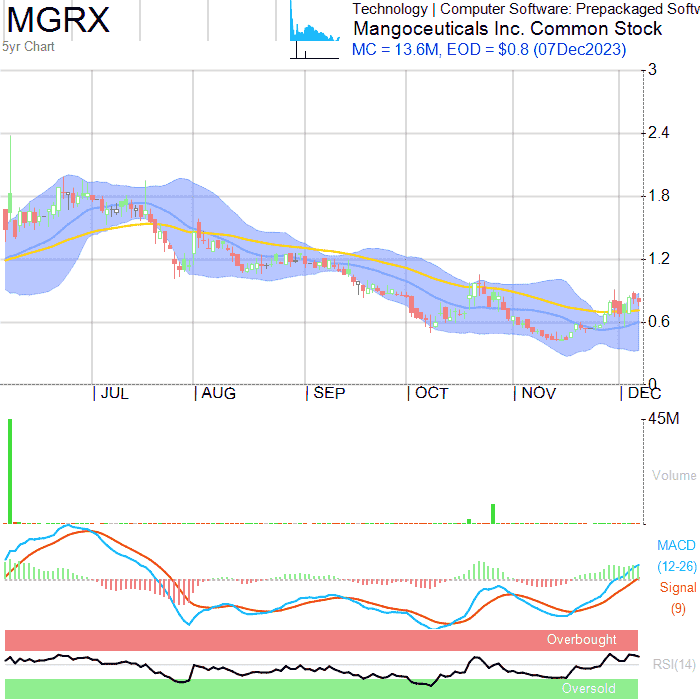 MGRX
5yr Chart
Technology | Computer Software: Prepackaged Softw
Mangoceuticals Inc. Common Stock
MC = 13.6M, EOD = $0.8 (07Dec2023)
3
2.4
1.8
1.2
0.6
0
JUL AUG SEP OCT NOV DEC
45M
Volume
MACD
(12-26)
Signal
(9)
Overbought
RSI(14)
Oversold